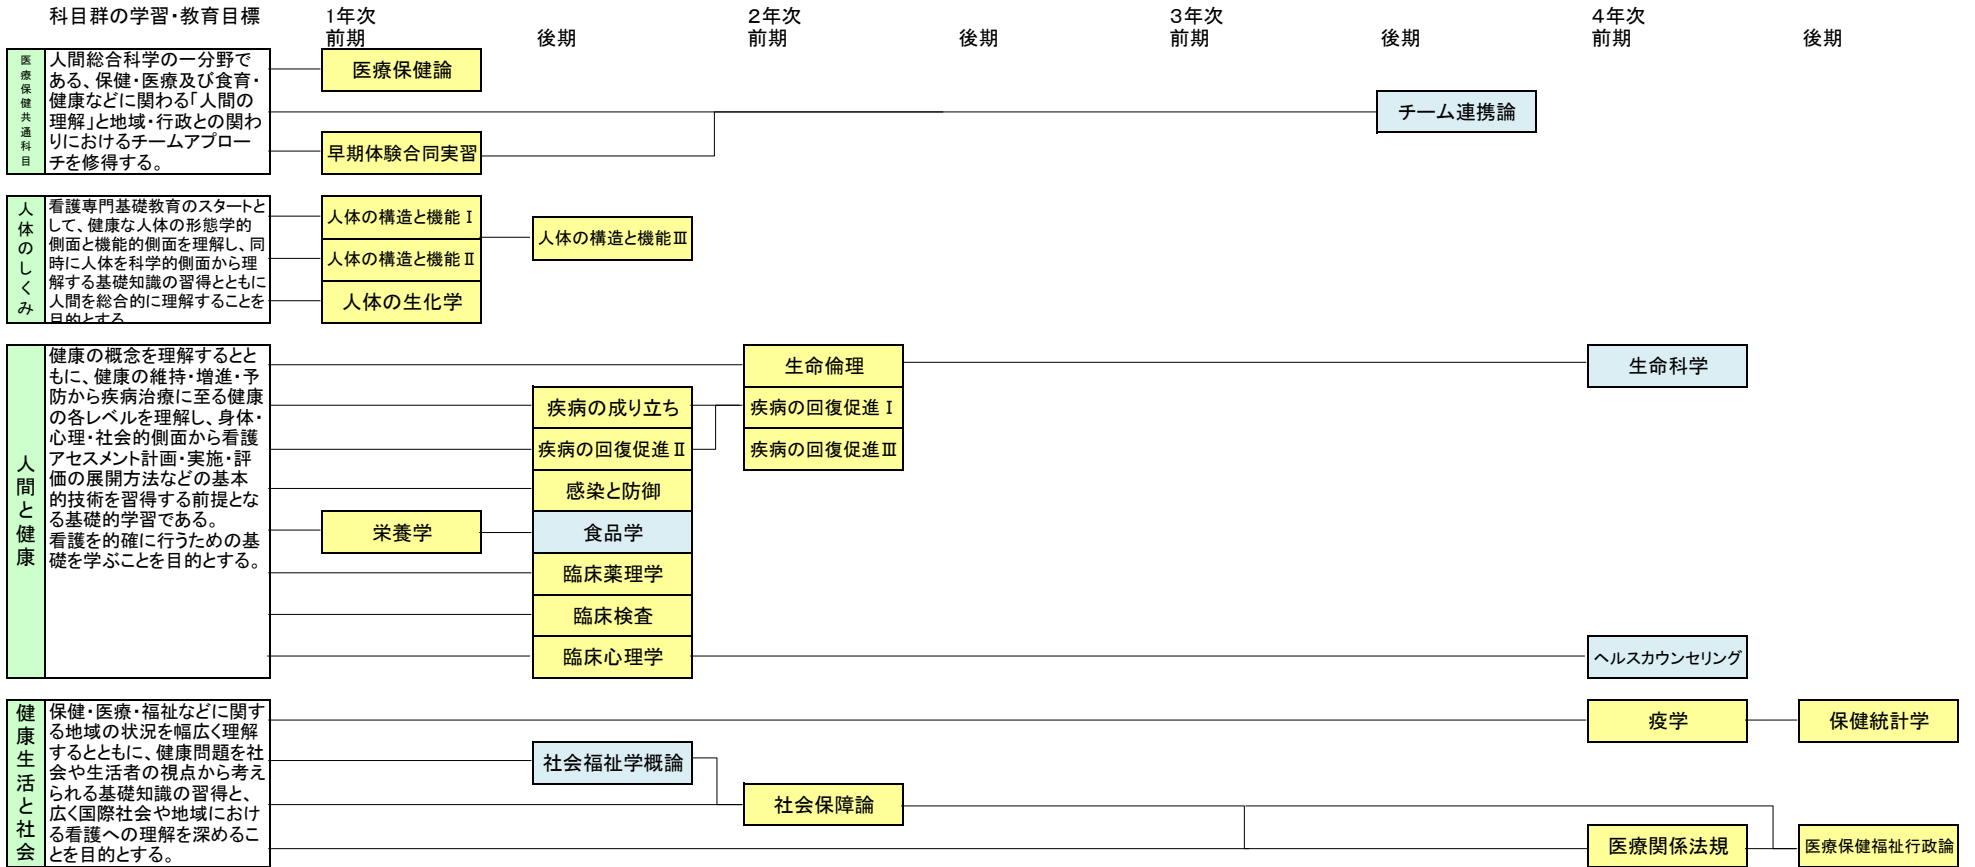 科目群の学習・教育目標
1年次
2年次
3年次
4年次
前期
後期
前期
後期
前期
後期
前期
後期
医療保健共通科目
人間総合科学の一分野で
ある、保健・医療及び食育・
健康などに関わる「人間の
理解」と地域・行政との関わ
りにおけるチームアプロー
チを修得する。
医療保健論
チーム連携論
早期体験合同実習
人体のしくみ
看護専門基礎教育のスタートと
して、健康な人体の形態学的
側面と機能的側面を理解し、同
時に人体を科学的側面から理
解する基礎知識の習得とともに
人間を総合的に理解することを
目的とする。
人体の構造と機能Ⅰ
人体の構造と機能Ⅲ
人体の構造と機能Ⅱ
人体の生化学
人間と健康
健康の概念を理解するとと
もに、健康の維持・増進・予
防から疾病治療に至る健康
の各レベルを理解し、身体・
心理・社会的側面から看護
アセスメント計画・実施・評
価の展開方法などの基本
的技術を習得する前提とな
る基礎的学習である。
看護を的確に行うための基
礎を学ぶことを目的とする。
生命倫理
生命科学
疾病の成り立ち
疾病の回復促進Ⅰ
疾病の回復促進Ⅱ
疾病の回復促進Ⅲ
感染と防御
栄養学
食品学
臨床薬理学
臨床検査
臨床心理学
ヘルスカウンセリング
健康生活と社会
保健・医療・福祉などに関す
る地域の状況を幅広く理解
するとともに、健康問題を社
会や生活者の視点から考え
られる基礎知識の習得と、
広く国際社会や地域におけ
る看護への理解を深めるこ
とを目的とする。
疫学
保健統計学
社会福祉学概論
社会保障論
医療関係法規
医療保健福祉行政論